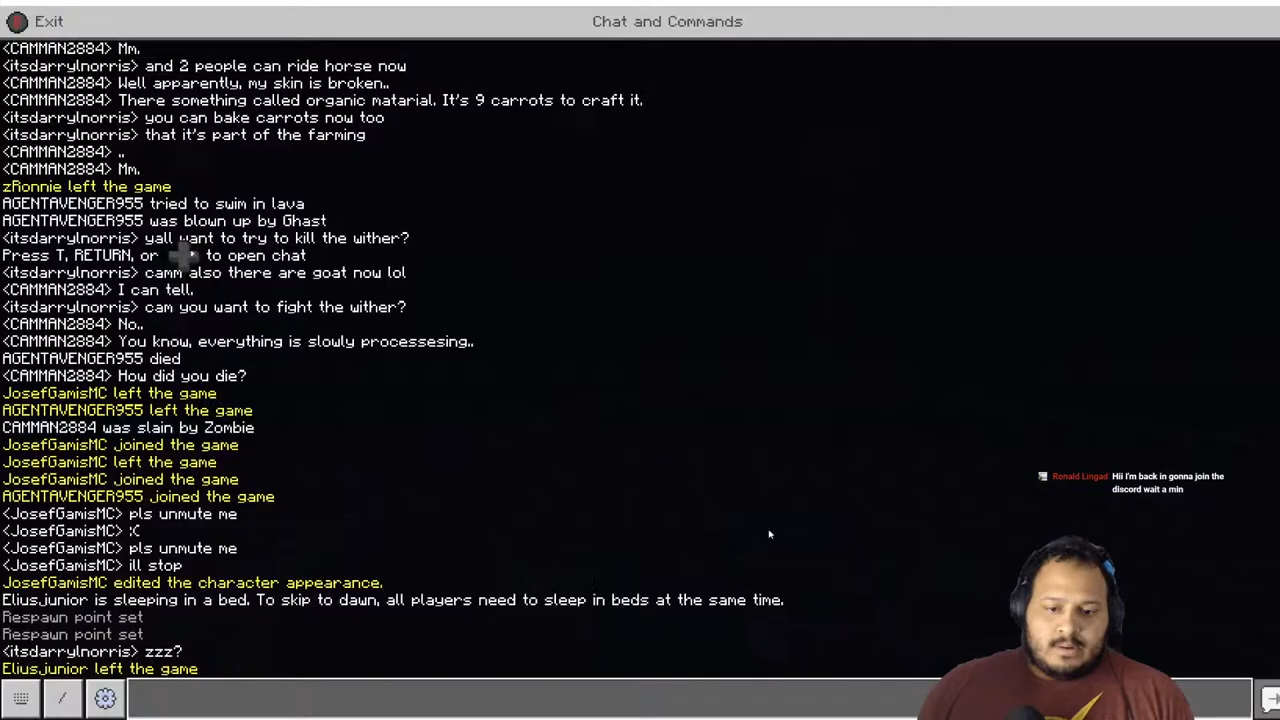 Exit
Chat and Commands
<CAMMAN2884> Mm.
<itsdarrylnorris> and 2 people can ride horse now
<CAMMAN2884> Well apparently, my skin is broken..
<CAMMAN2884> There something called organic matarial. It's 9 carrots to craft it.
<itsdarrylnorris> you can bake carrots now too
<itsdarrylnorris> that it's part of the farming
<CAMMAN2884> ..
<CAMMAN2884> Mm.
zRonnie left the game
AGENTAVENGER955 tried to swim in lava
AGENTAVENGER955 was blown up by Ghast
<itsdarrylnorris> yall want to try to kill the wither?
Press T, RETURN, or to open chat
<itsdarrylnorris> camm also there are goat now lol
<CAMMAN2884> I can tell.
<itsdarrylnorris> cam you want to fight the wither?
<CAMMAN2884> No..
<CAMMAN2884> You know, everything is slowly processesing..
AGENTAVENGER955 died
<CAMMAN2884> How did you die?
JosefGamisMC left the game
AGENTAVENGER955 left the game
CAMMAN2884 was slain by Zombie
JosefGamisMC joined the game
JosefGamisMC left the game
JosefGamisMC joined the game
AGENTAVENGER955 joined the game
<JosefGamisMC> pls unmute me
<JosefGamisMC> :(
<JosefGamisMC> pls unmute me
<JosefGamisMC> ill stop
JosefGamisMC edited the character appearance.
Eliusjunior is sleeping in a bed. To skip to dawn, all players need to sleep in beds at the same time.
Respawn point set
Respawn point set
<itsdarrylnorris> zzz?
Eliusjunior left the game
Ronald Lingad Hii I'm back in gonna join the
discord wait a min
/